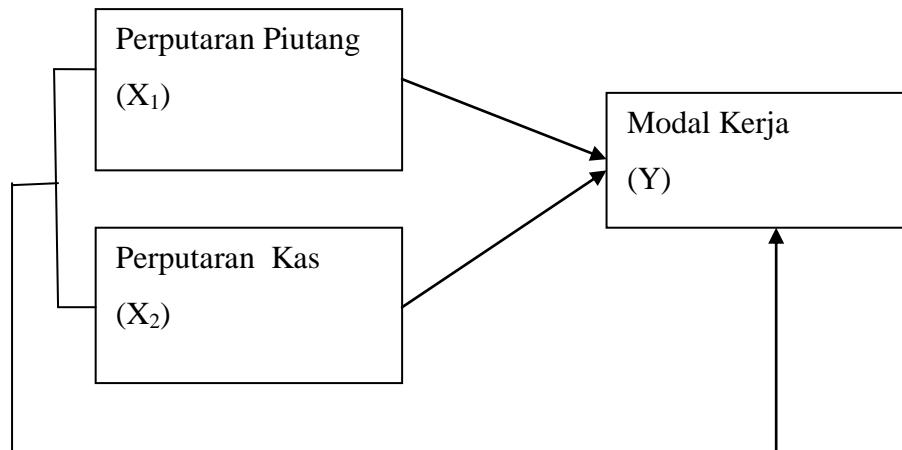 Perputaran Piutang
(X₁)
Modal Kerja
(Y)
Perputaran  Kas
(X₂)